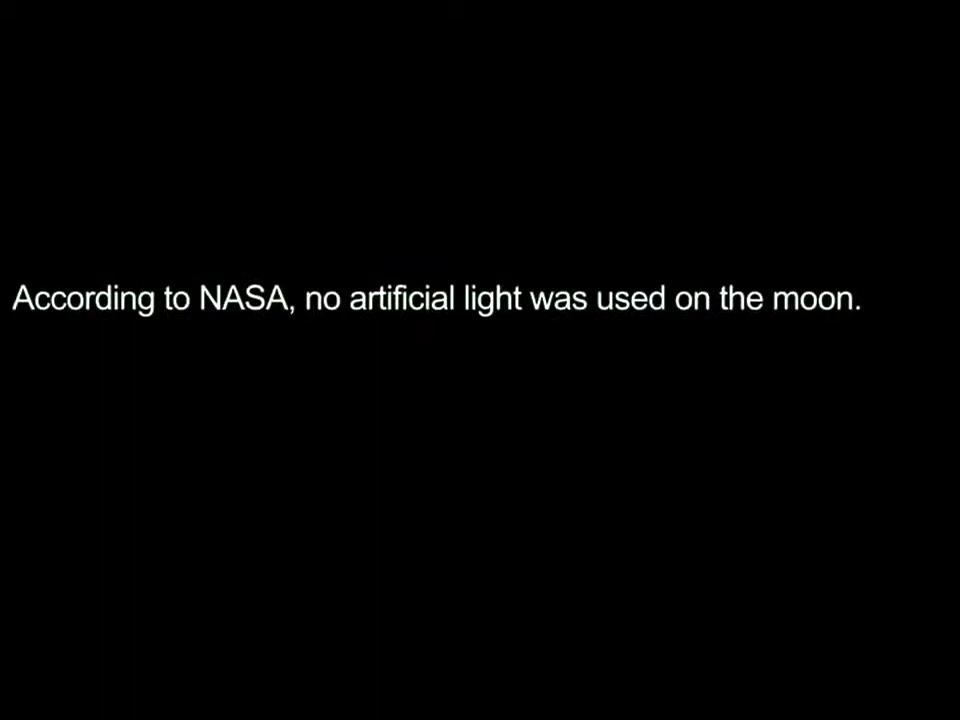 According to NASA, no artificial light was used on the moon.